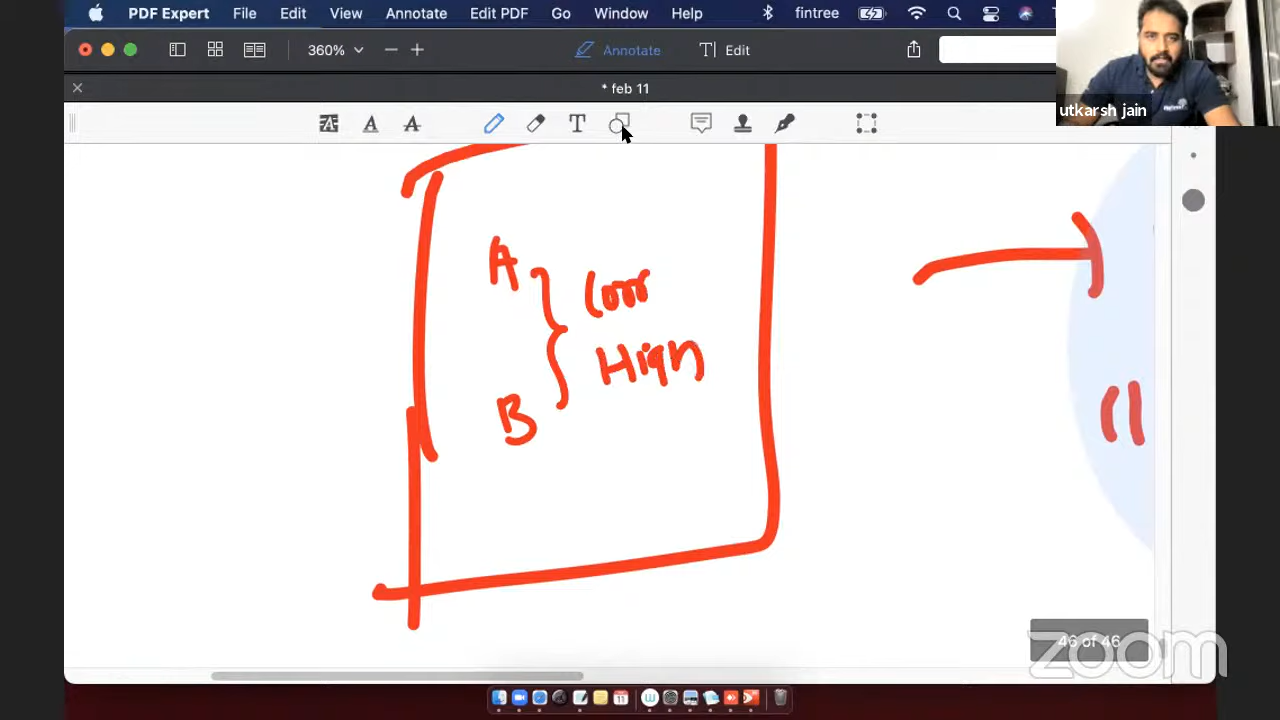 PDF Expert File Edit View Annotate Edit PDF Go Window Help fintree
360% Annotate Edit
* feb 11
utkarsh jain
A
Corr
High
B
46 of 46
zoom